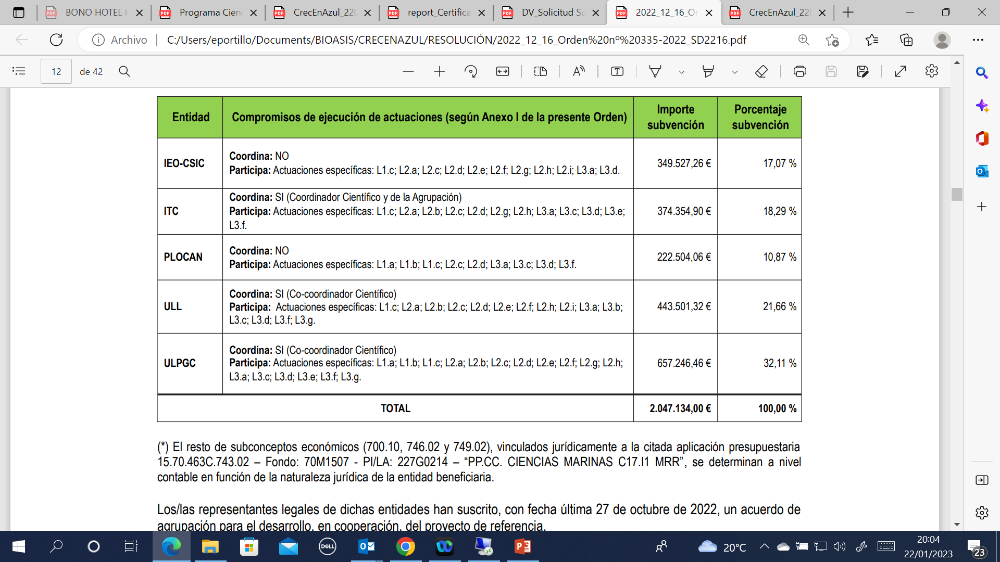 BONO HOTEL H
Programa Cienc
CrecEnAzul_220
report_Certifica
DV_Solicitud Su
2022_12_16_Or
CrecEnAzul_220
Archivo
C:/Users/eportillo/Documents/BIOASIS/CRECENAZUL/RESOLUCIÓN/2022_12_16_Orden%20nº%20335-2022_SD2216.pdf
12 de 42
Entidad
Compromisos de ejecución de actuaciones (según Anexo I de la presente Orden)
Importe
subvención
Porcentaje
subvención
IEO-CSIC
Coordina: NO
Participa: Actuaciones específicas: L1.c; L2.a; L2.c; L2.d; L2.e; L2.f; L2.g; L2.h; L2.i; L3.a; L3.d.
349.527,26 €
17,07 %
ITC
Coordina: SI (Coordinador Científico y de la Agrupación)
Participa: Actuaciones específicas: L1.c; L2.a; L2.b; L2.c; L2.d; L2.g; L2.h; L3.a; L3.c; L3.d; L3.e;
L3.f.
374.354,90 €
18,29 %
PLOCAN
Coordina: NO
Participa: Actuaciones específicas: L1.a; L1.b; L1.c; L2.c; L2.d; L3.a; L3.c; L3.d; L3.f.
222.504,06 €
10,87 %
ULL
Coordina: SI (Co-coordinador Científico)
Participa: Actuaciones específicas: L1.c; L2.a; L2.b; L2.c; L2.d; L2.e; L2.f; L2.h; L2.i; L3.a; L3.b;
L3.c; L3.d; L3.f; L3.g.
443.501,32 €
21,66 %
ULPGC
Coordina: SI (Co-coordinador Científico)
Participa: Actuaciones específicas: L1.a; L1.b; L1.c; L2.a; L2.b; L2.c; L2.d; L2.e; L2.f; L2.g; L2.h;
L3.a; L3.c; L3.d; L3.e; L3.f; L3.g.
657.246,46 €
32,11 %
TOTAL
2.047.134,00 €
100,00 %
(*) El resto de subconceptos económicos (700.10, 746.02 y 749.02), vinculados jurídicamente a la citada aplicación presupuestaria
15.70.463C.743.02 – Fondo: 70M1507 - PI/LA: 227G0214 – “PP.CC. CIENCIAS MARINAS C17.I1 MRR”, se determinan a nivel
contable en función de la naturaleza jurídica de la entidad beneficiaria.
Los/las representantes legales de dichas entidades han suscrito, con fecha última 27 de octubre de 2022, un acuerdo de
agrupación para el desarrollo, en cooperación, del proyecto de referencia.
20°C
20:04
22/01/2023
23